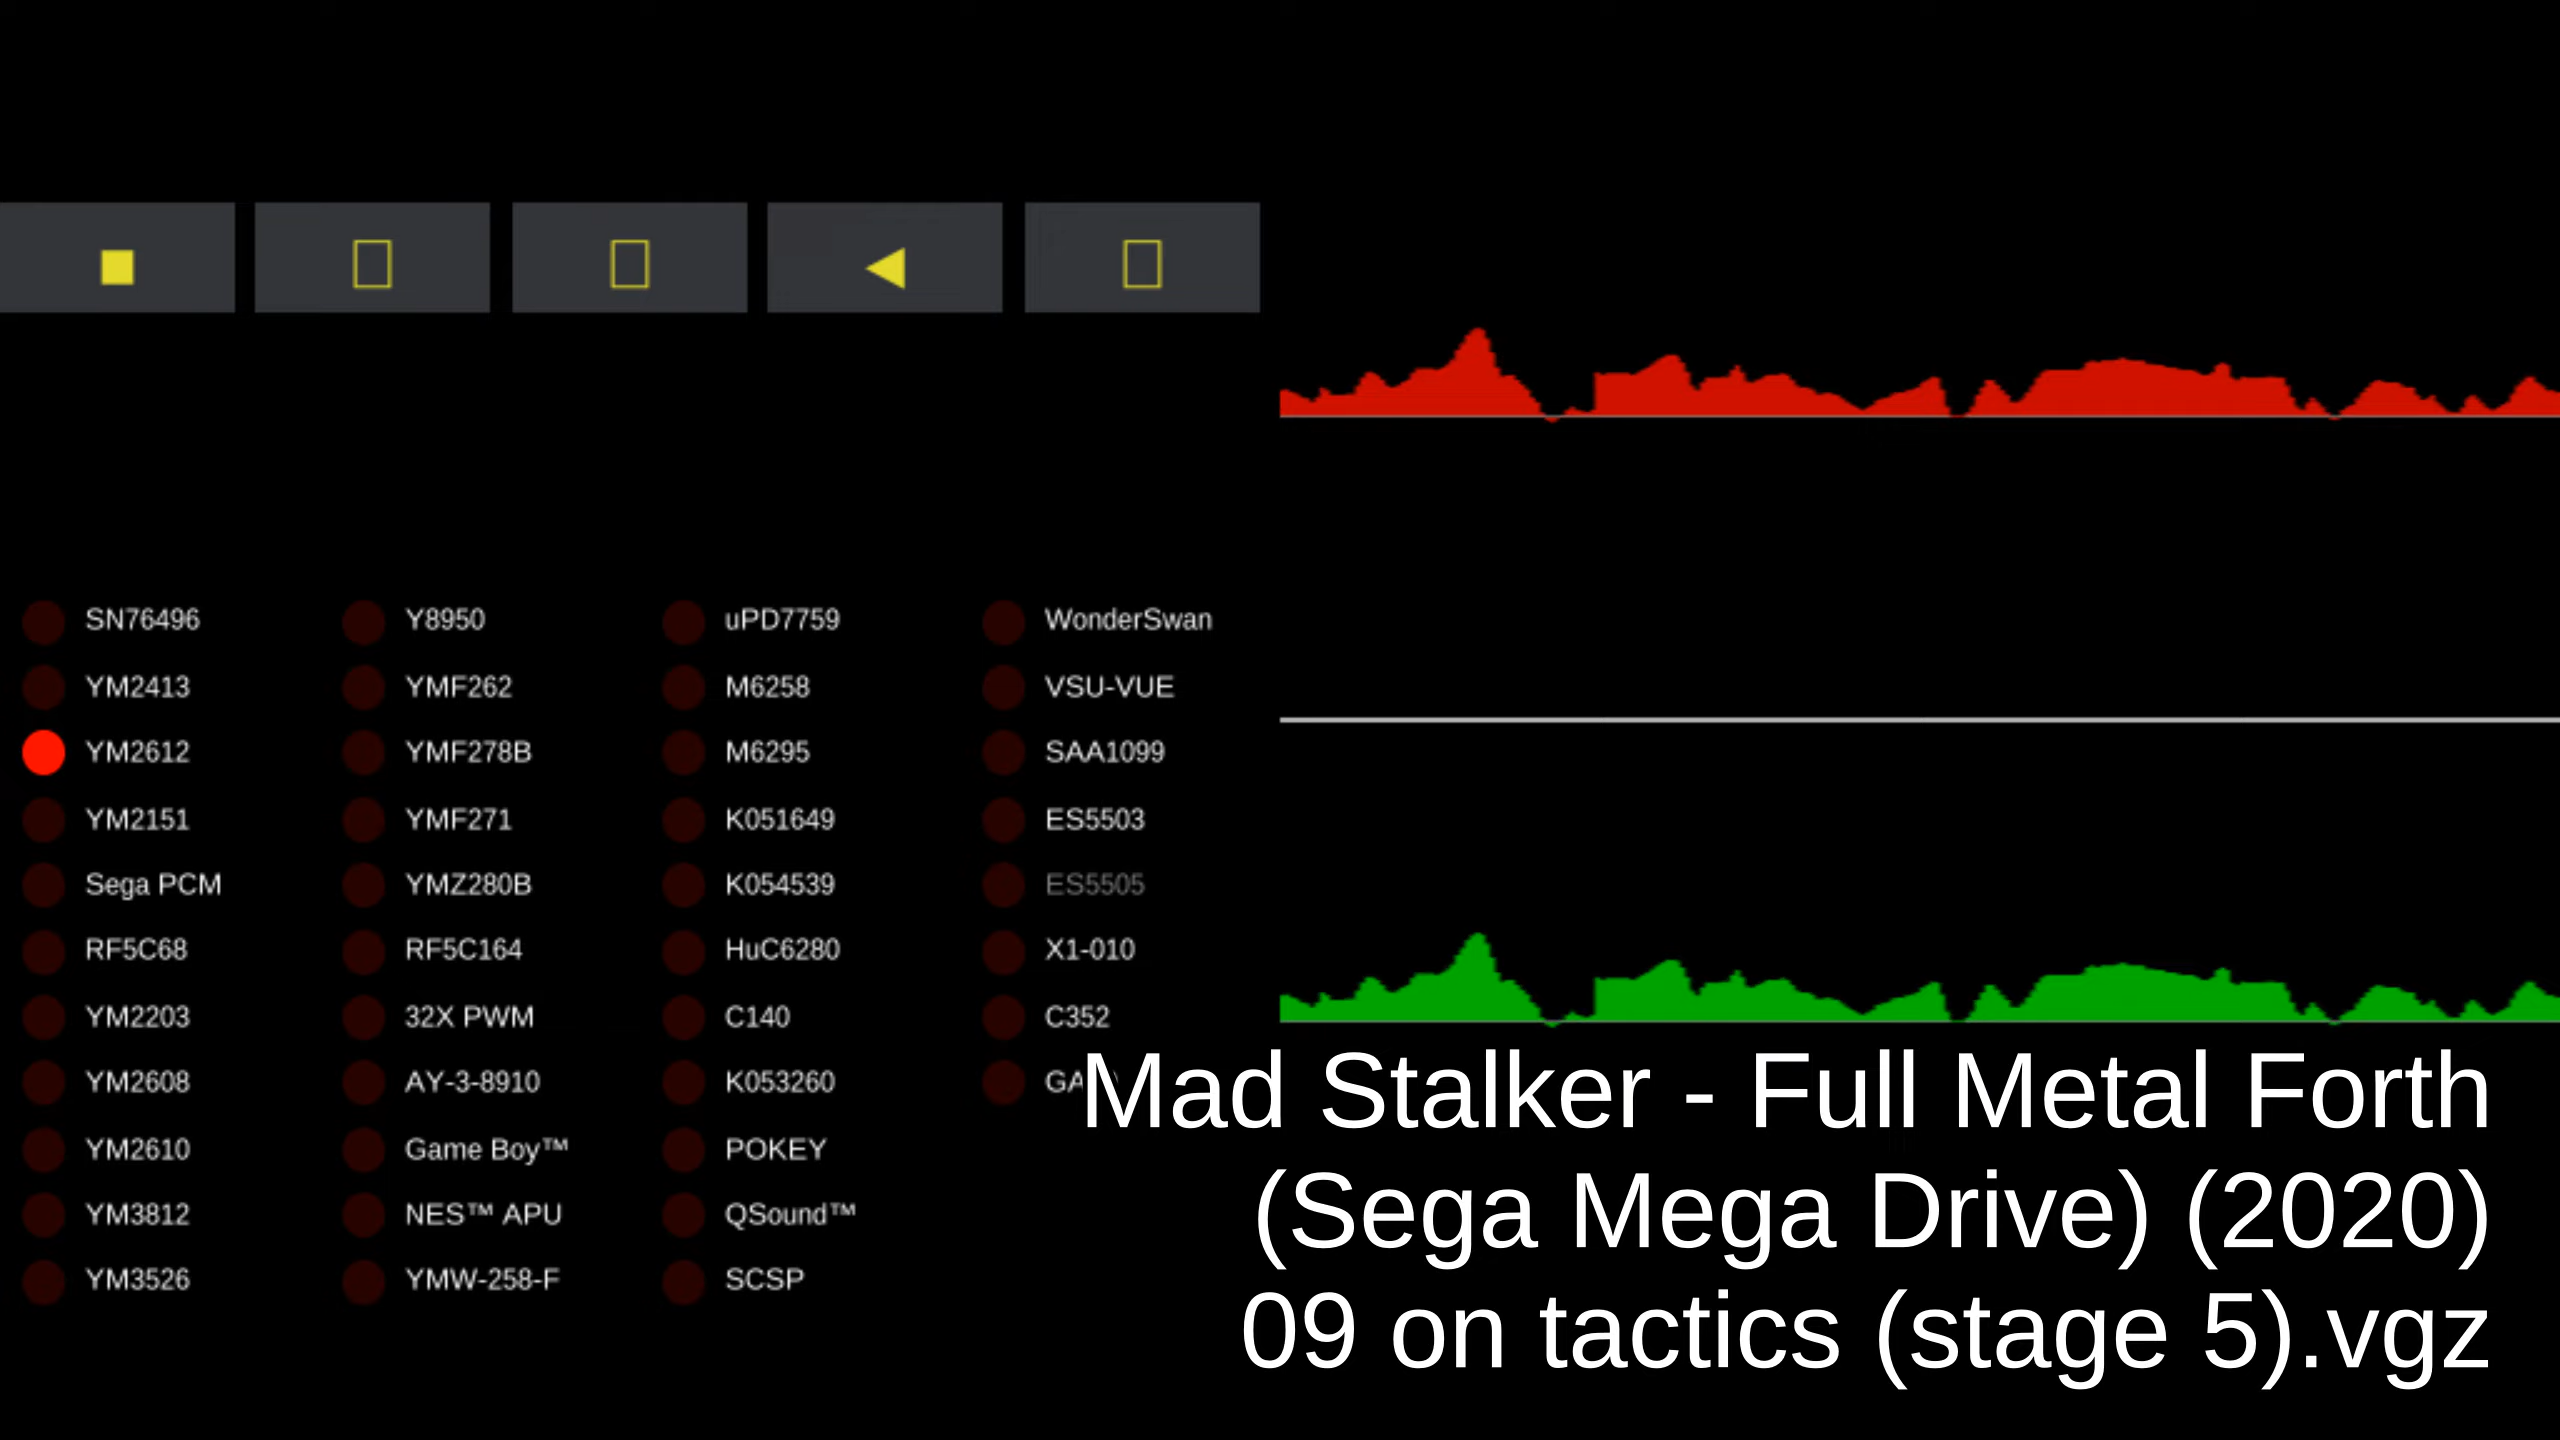 SN76496
YM2413
YM2612
YM2151
Sega PCM
RF5C68
YM2203
YM2608
YM2610
YM3812
YM3526
Y8950
YMF262
YMF278B
YMF271
YMZ280B
RF5C164
32X PWM
AY-3-8910
Game Boy™
NES™ APU
YMW-258-F
uPD7759
M6258
M6295
K051649
K054539
HuC6280
C140
K053260
POKEY
QSound™
SCSP
WonderSwan
VSU-VUE
SAA1099
ES5503
ES5505
X1-010
C352
Mad Stalker - Full Metal Forth
(Sega Mega Drive) (2020)
09 on tactics (stage 5).vgz